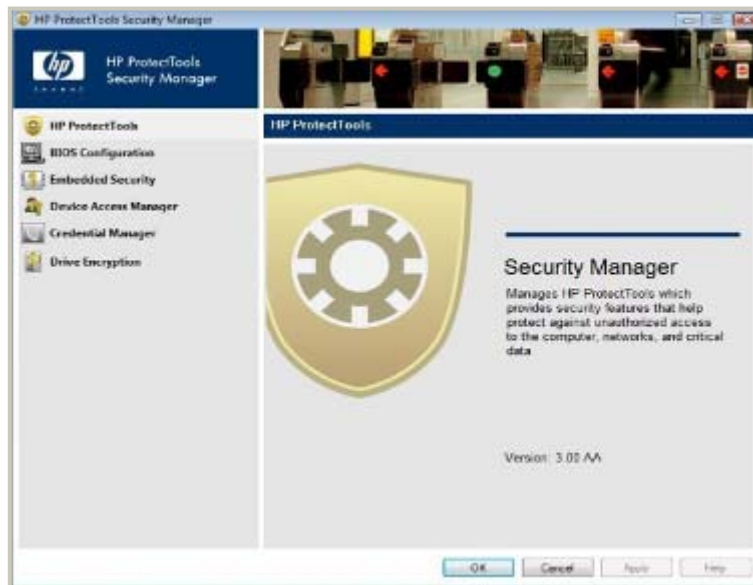 HP ProtectTools Security Manager
hp
invent
HP ProtectTools
Security Manager
HP ProtectTools
BIOS Configuration
Embedded Security
Device Access Manager
Credential Manager
Drive Encryption
HP ProtectTools
Security Manager
Manages HP ProtectTools which
provides security features that help
protect against unauthorized access
to the computer, networks, and critical
data
Version: 3.00 AA
OK
Cancel
Apply
Help